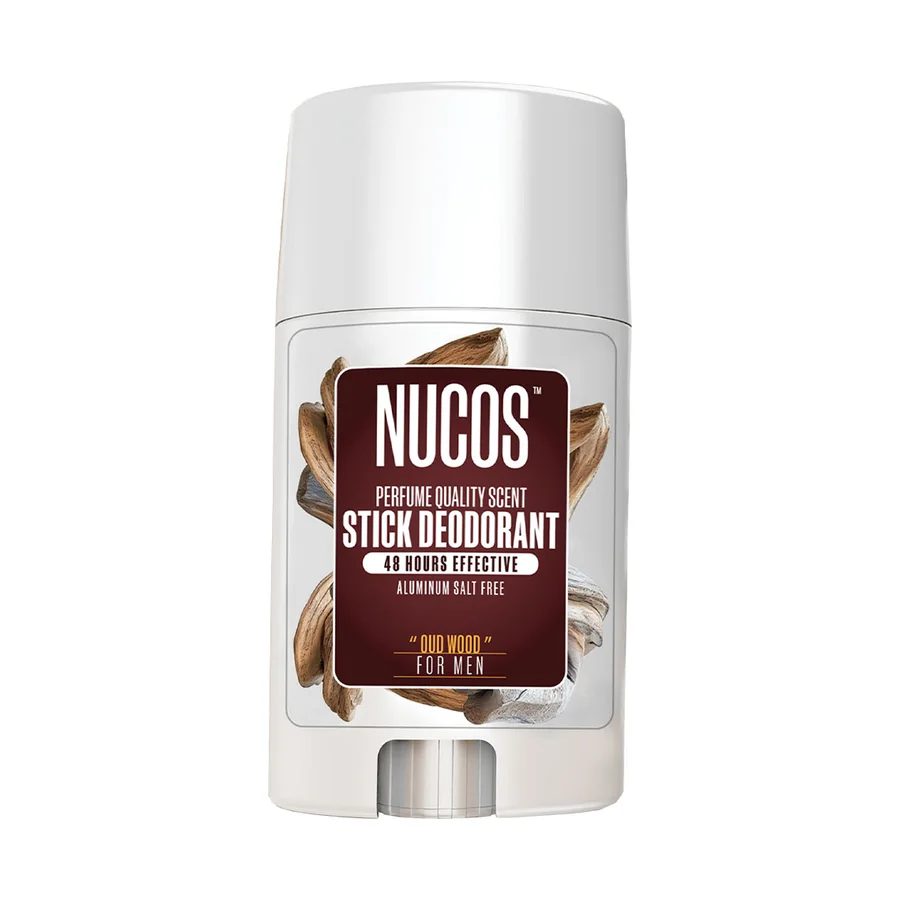 NUCOS™
PERFUME QUALITY SCENT
STICK DEODORANT
48 HOURS EFFECTIVE
ALUMINUM SALT FREE
" OUD WOOD "
FOR MEN